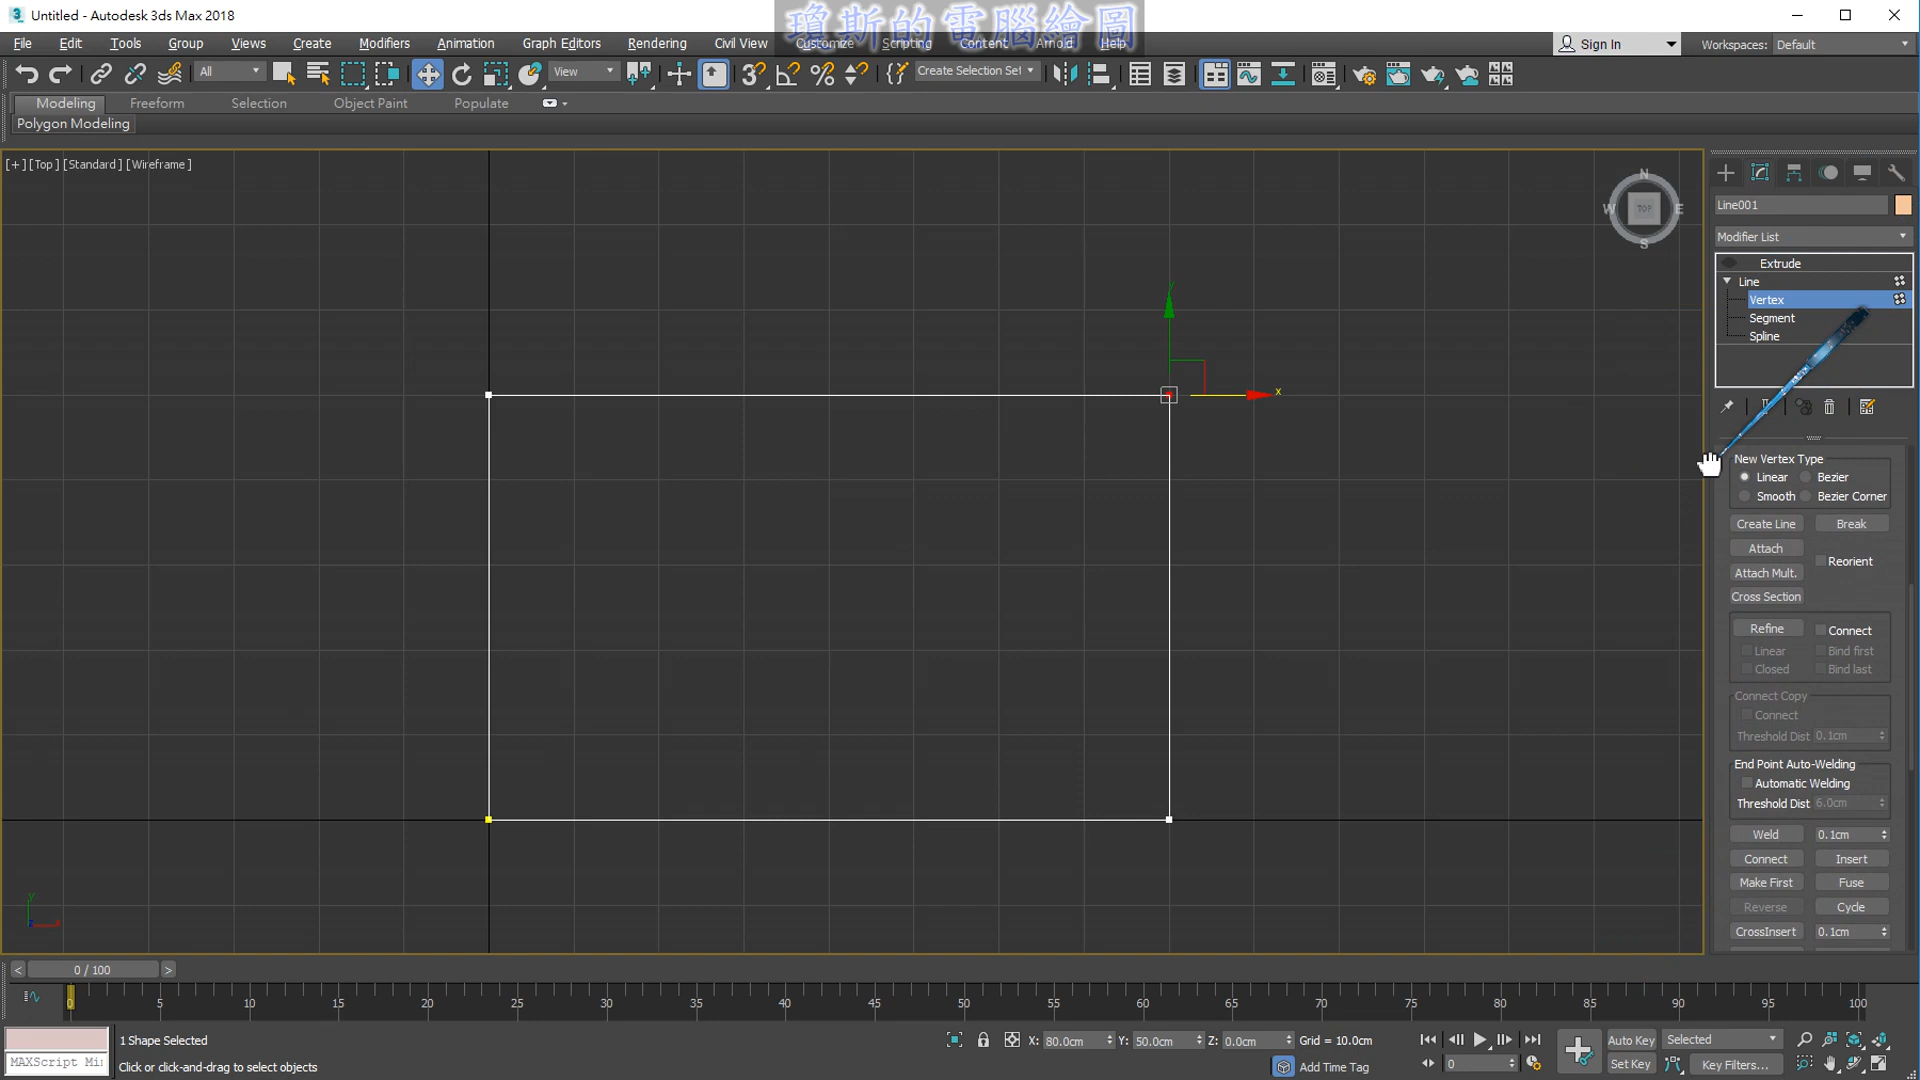 Untitled - Autodesk 3ds Max 2018
瓊斯的電腦繪圖
File Edit Tools Group Views Create Modifiers Animation Graph Editors Rendering Civil View Customize Scripting Content Arnold Help
Sign In
Workspaces: Default
All
View
Create Selection Set
Modeling Freeform Selection Object Paint Populate
Polygon Modeling
[+] [Top] [Standard] [Wireframe]
N
W TOP E
S
Line001
Modifier List
Extrude
Line
Vertex
Segment
Spline
y
x
New Vertex Type
Linear Bezier
Smooth Bezier Corner
Create Line Break
Attach
Reorient
Attach Mult.
Cross Section
Refine Connect
Linear Bind first
Closed Bind last
Connect Copy
Connect
Threshold Dist 0.1cm
End Point Auto-Welding
Automatic Welding
Threshold Dist 6.0cm
Weld 0.1cm
Connect Insert
Make First Fuse
Reverse Cycle
CrossInsert 0.1cm
y
z x
< 0 / 100 >
0 5 10 15 20 25 30 35 40 45 50 55 60 65 70 75 80 85 90 95 100
1 Shape Selected
X: 80.0cm Y: 50.0cm Z: 0.0cm Grid = 10.0cm
Auto Key Selected
MAXScript Mi
Click or click-and-drag to select objects
Add Time Tag
0
Set Key Key Filters...